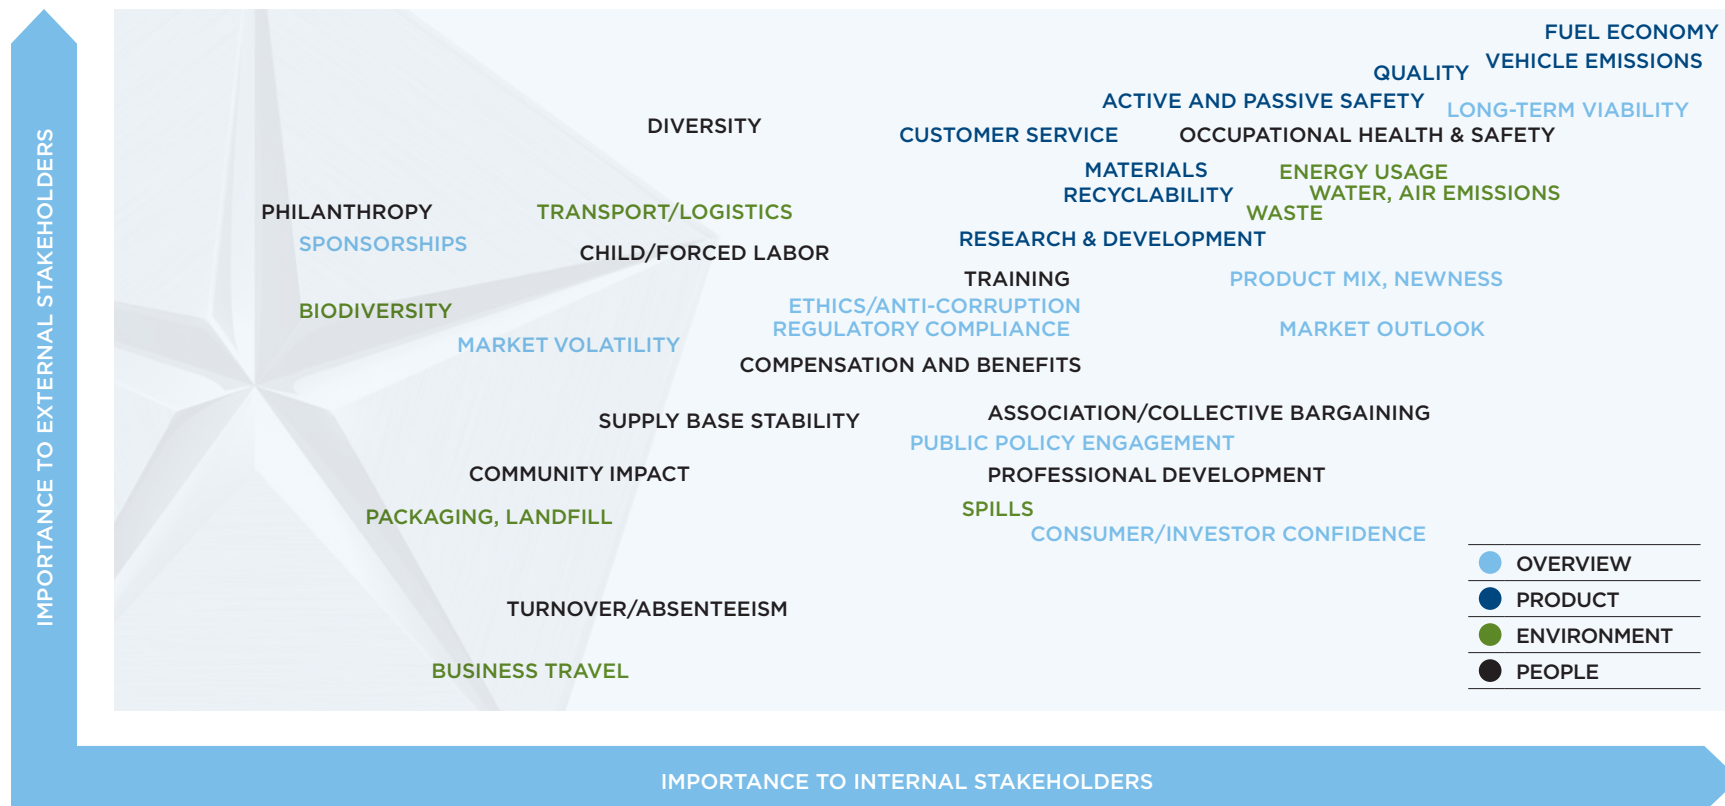 FUEL ECONOMY
VEHICLE EMISSIONS
QUALITY
ACTIVE AND PASSIVE SAFETY
LONG-TERM VIABILITY
DIVERSITY
CUSTOMER SERVICE
OCCUPATIONAL HEALTH & SAFETY
MATERIALS
RECYCLABILITY
ENERGY USAGE
WATER, AIR EMISSIONS
WASTE
PHILANTHROPY
SPONSORSHIPS
TRANSPORT/LOGISTICS
CHILD/FORCED LABOR
RESEARCH & DEVELOPMENT
TRAINING
PRODUCT MIX, NEWNESS
BIODIVERSITY
ETHICS/ANTI-CORRUPTION
REGULATORY COMPLIANCE
MARKET OUTLOOK
MARKET VOLATILITY
COMPENSATION AND BENEFITS
SUPPLY BASE STABILITY
ASSOCIATION/COLLECTIVE BARGAINING
PUBLIC POLICY ENGAGEMENT
COMMUNITY IMPACT
PROFESSIONAL DEVELOPMENT
PACKAGING, LANDFILL
SPILLS
CONSUMER/INVESTOR CONFIDENCE
TURNOVER/ABSENTEEISM
BUSINESS TRAVEL
OVERVIEW
PRODUCT
ENVIRONMENT
PEOPLE
IMPORTANCE TO EXTERNAL STAKEHOLDERS
IMPORTANCE TO INTERNAL STAKEHOLDERS